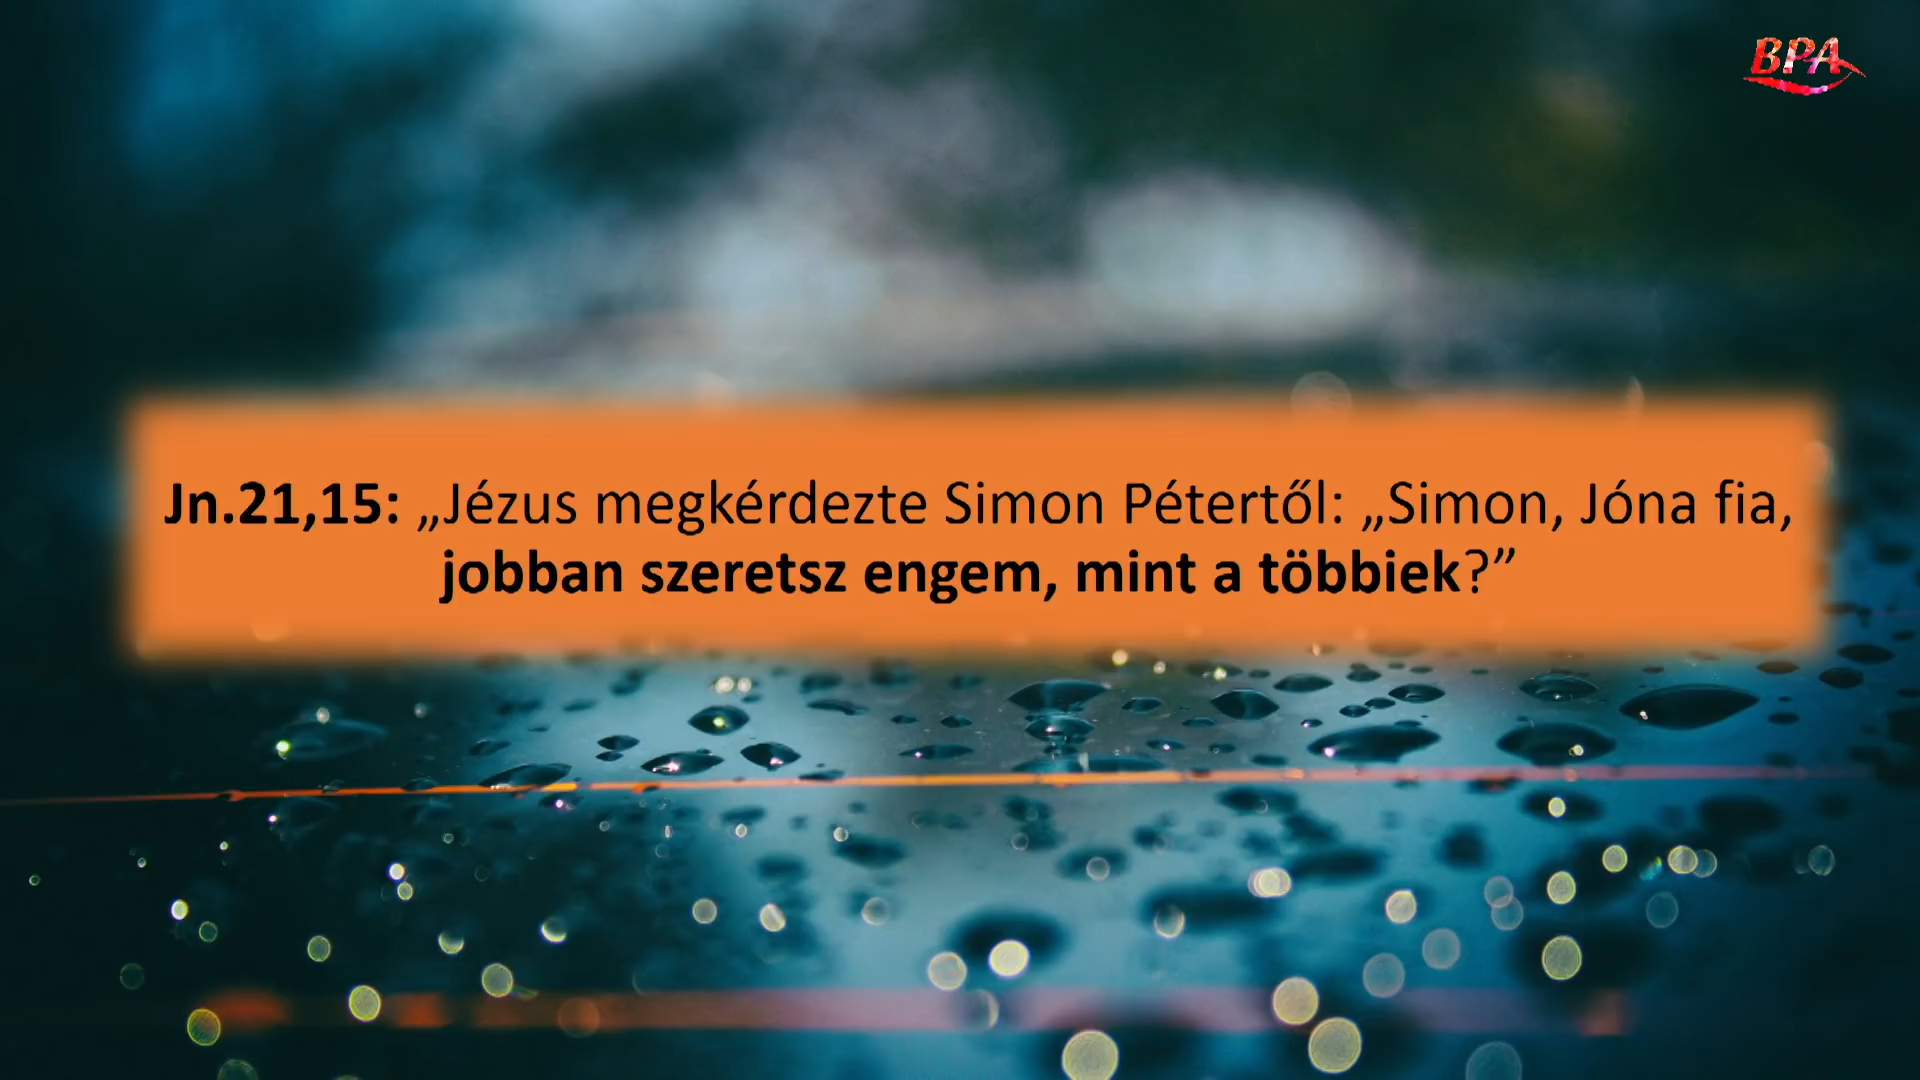 BPA
Jn.21,15: „Jézus megkérdezte Simon Pétertől: „Simon, Jóna fia,
jobban szeretsz engem, mint a többiek?”